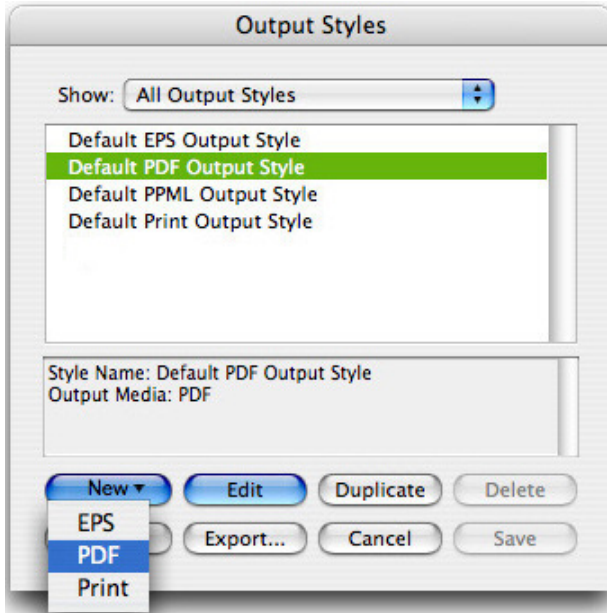 Output Styles
Show: All Output Styles
Default EPS Output Style
Default PDF Output Style
Default PPML Output Style
Default Print Output Style
Style Name: Default PDF Output Style
Output Media: PDF
New Edit Duplicate Delete
EPS
Export... Cancel Save
PDF
Print